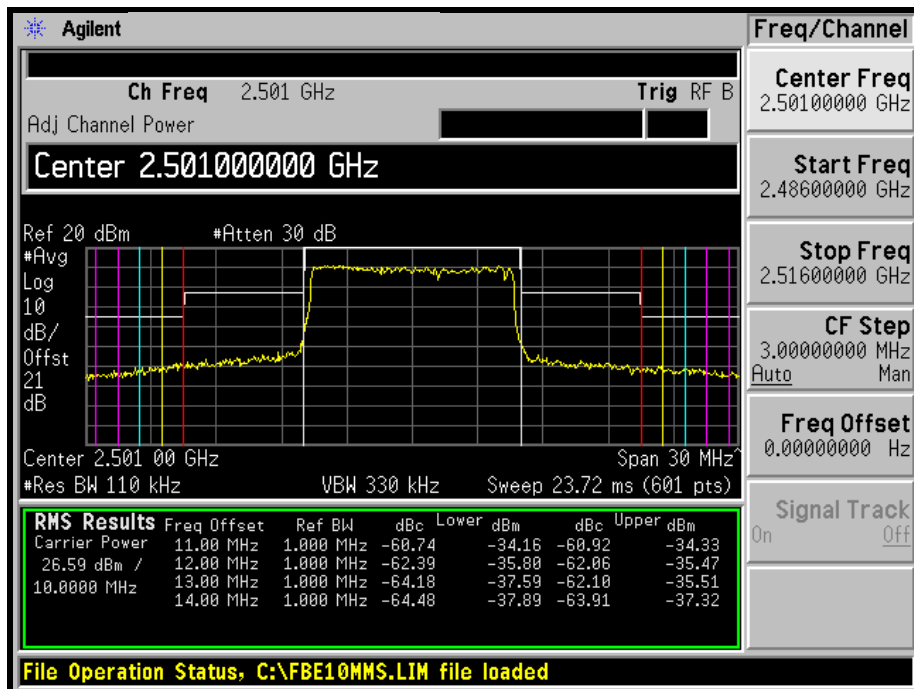 Agilent
Freq/Channel
Ch Freq 2.501 GHz Trig RF B
Adj Channel Power
Center 2.501000000 GHz
Ref 20 dBm #Atten 30 dB
#Avg
Log
10
dB/
Offst
21
dB
Center 2.501 00 GHz Span 30 MHz^
#Res BW 110 kHz VBW 330 kHz Sweep 23.72 ms (601 pts)
RMS Results Freq Offset Ref BW dBc Lower dBm dBc Upper dBm
Carrier Power 11.00 MHz 1.000 MHz -60.74 -34.16 -60.92 -34.33
26.59 dBm / 12.00 MHz 1.000 MHz -62.39 -35.80 -62.06 -35.47
10.0000 MHz 13.00 MHz 1.000 MHz -64.18 -37.59 -62.10 -35.51
14.00 MHz 1.000 MHz -64.48 -37.89 -63.91 -37.32
File Operation Status, C:\FBE10MMS.LIM file loaded
Center Freq
2.50100000 GHz
Start Freq
2.48600000 GHz
Stop Freq
2.51600000 GHz
CF Step
3.00000000 MHz
Auto Man
Freq Offset
0.00000000 Hz
Signal Track
On Off